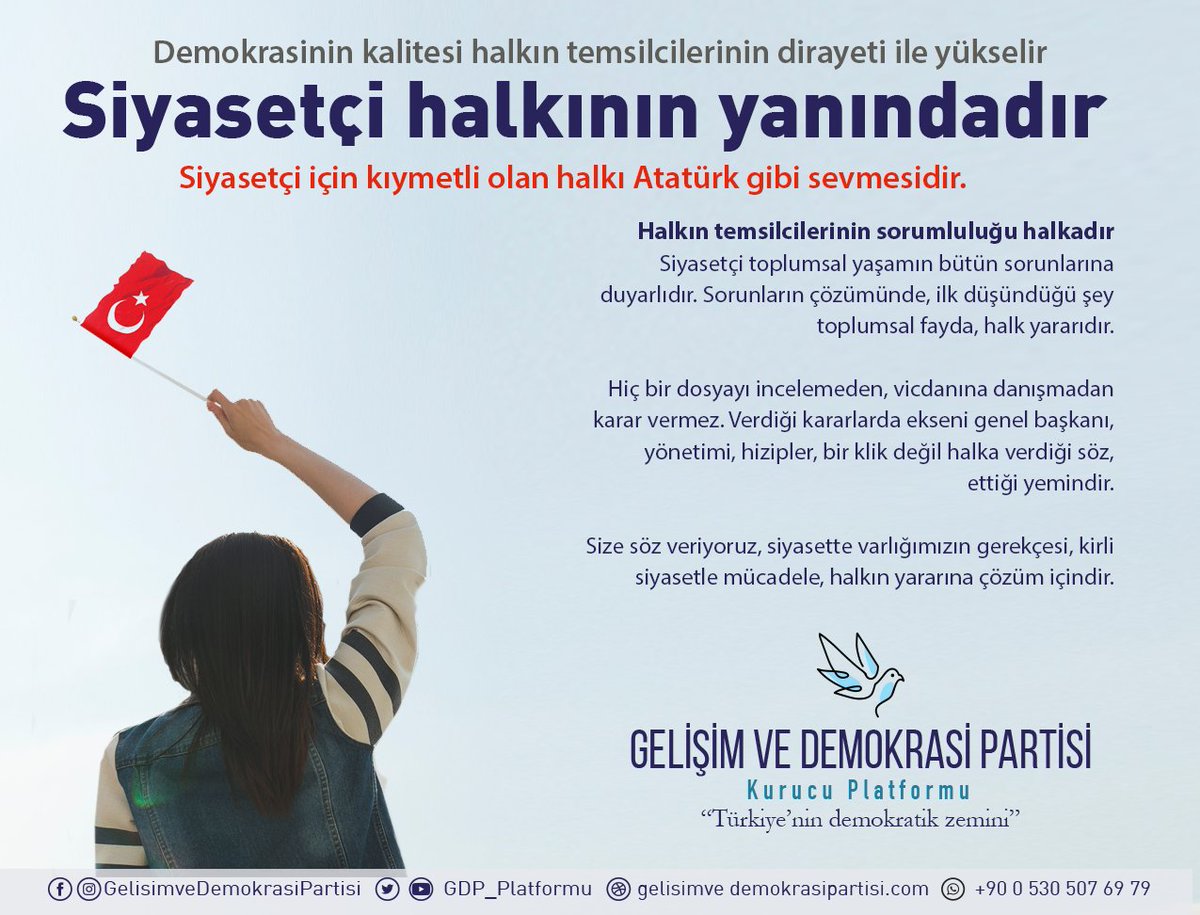 Demokrasinin kalitesi halkın temsilcilerinin dirayeti ile yükselir
Siyasetçi halkının yanındadır
Siyasetçi için kıymetli olan halkı Atatürk gibi sevmesidir.
Halkın temsilcilerinin sorumluluğu halkadır
Siyasetçi toplumsal yaşamın bütün sorunlarına
duyarlıdır. Sorunların çözümünde, ilk düşündüğü şey
toplumsal fayda, halk yararıdır.
Hiç bir dosyayı incelemeden, vicdanına danışmadan
karar vermez. Verdiği kararlarda ekseni genel başkanı,
yönetimi, hizipler, bir klik değil halka verdiği söz,
ettiği yemindir.
Size söz veriyoruz, siyasette varlığımızın gerekçesi, kirli
siyasetle mücadele, halkın yararına çözüm içindir.
GELİŞİM VE DEMOKRASİ PARTİSİ
Kurucu Platformu
“Türkiye’nin demokratik zemini”
GelisimveDemokrasiPartisi GDP_Platformu gelisimve demokrasipartisi.com +90 0 530 507 69 79